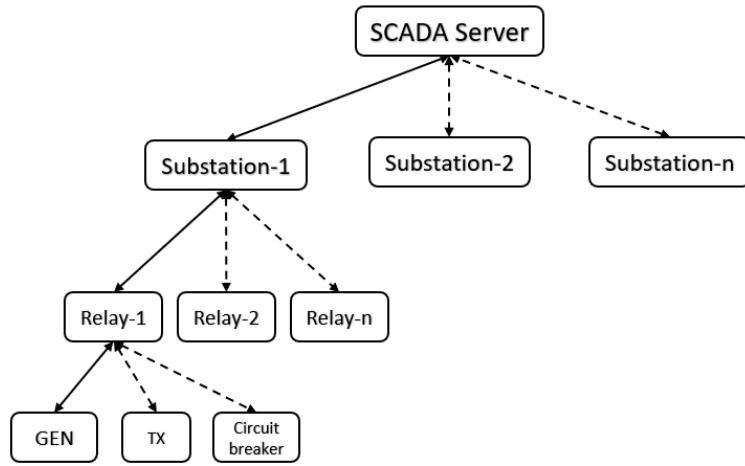 SCADA Server
Substation-1
Substation-2
Substation-n
Relay-1
Relay-2
Relay-n
GEN
TX
Circuit
breaker